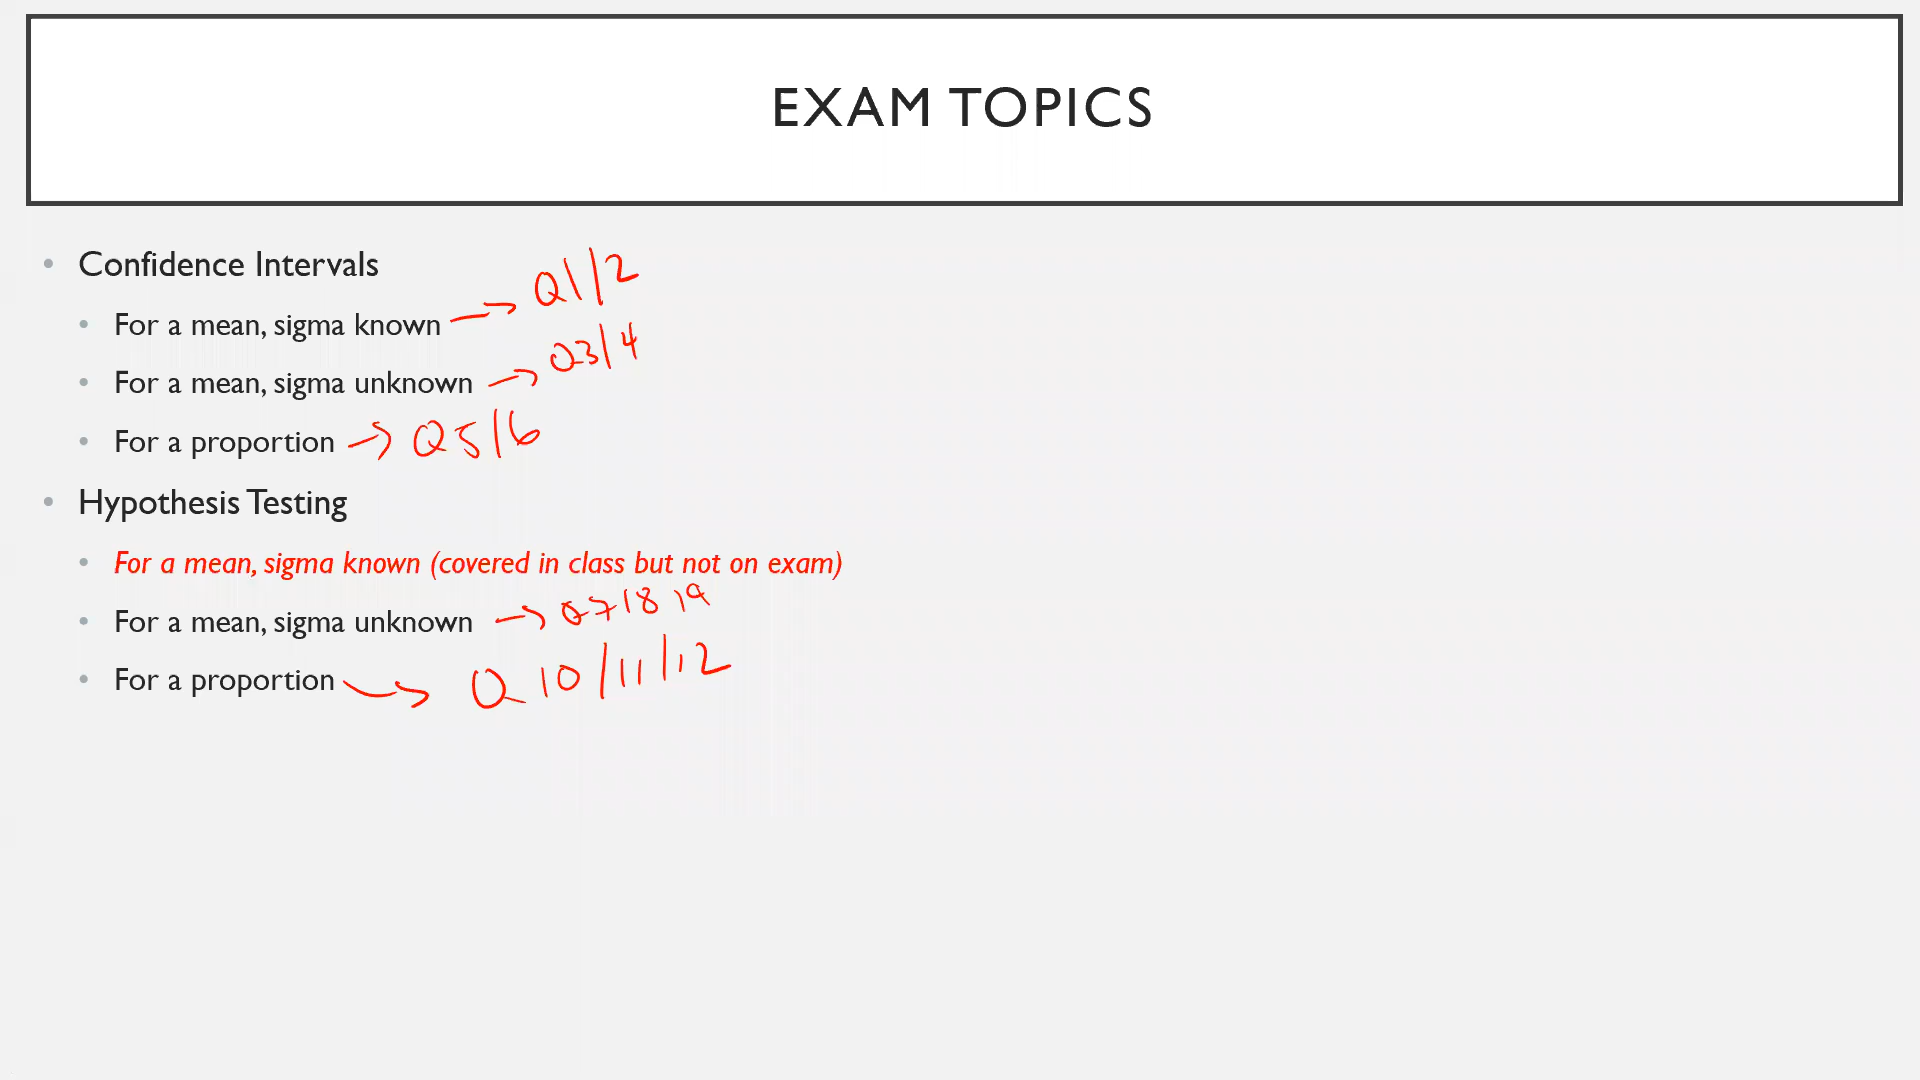 EXAM TOPICS
• Confidence Intervals
• For a mean, sigma known → Q1/2
• For a mean, sigma unknown → Q3/4
• For a proportion → Q5/6
• Hypothesis Testing
• For a mean, sigma known (covered in class but not on exam)
• For a mean, sigma unknown → Q7/8/9
• For a proportion → Q10/11/12